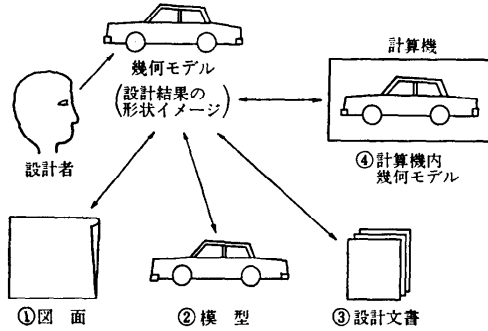 幾何モデル
(設計結果の
形状イメージ)
設計者
計算機
④計算機内
幾何モデル
①図 面
②模 型
③設計文書